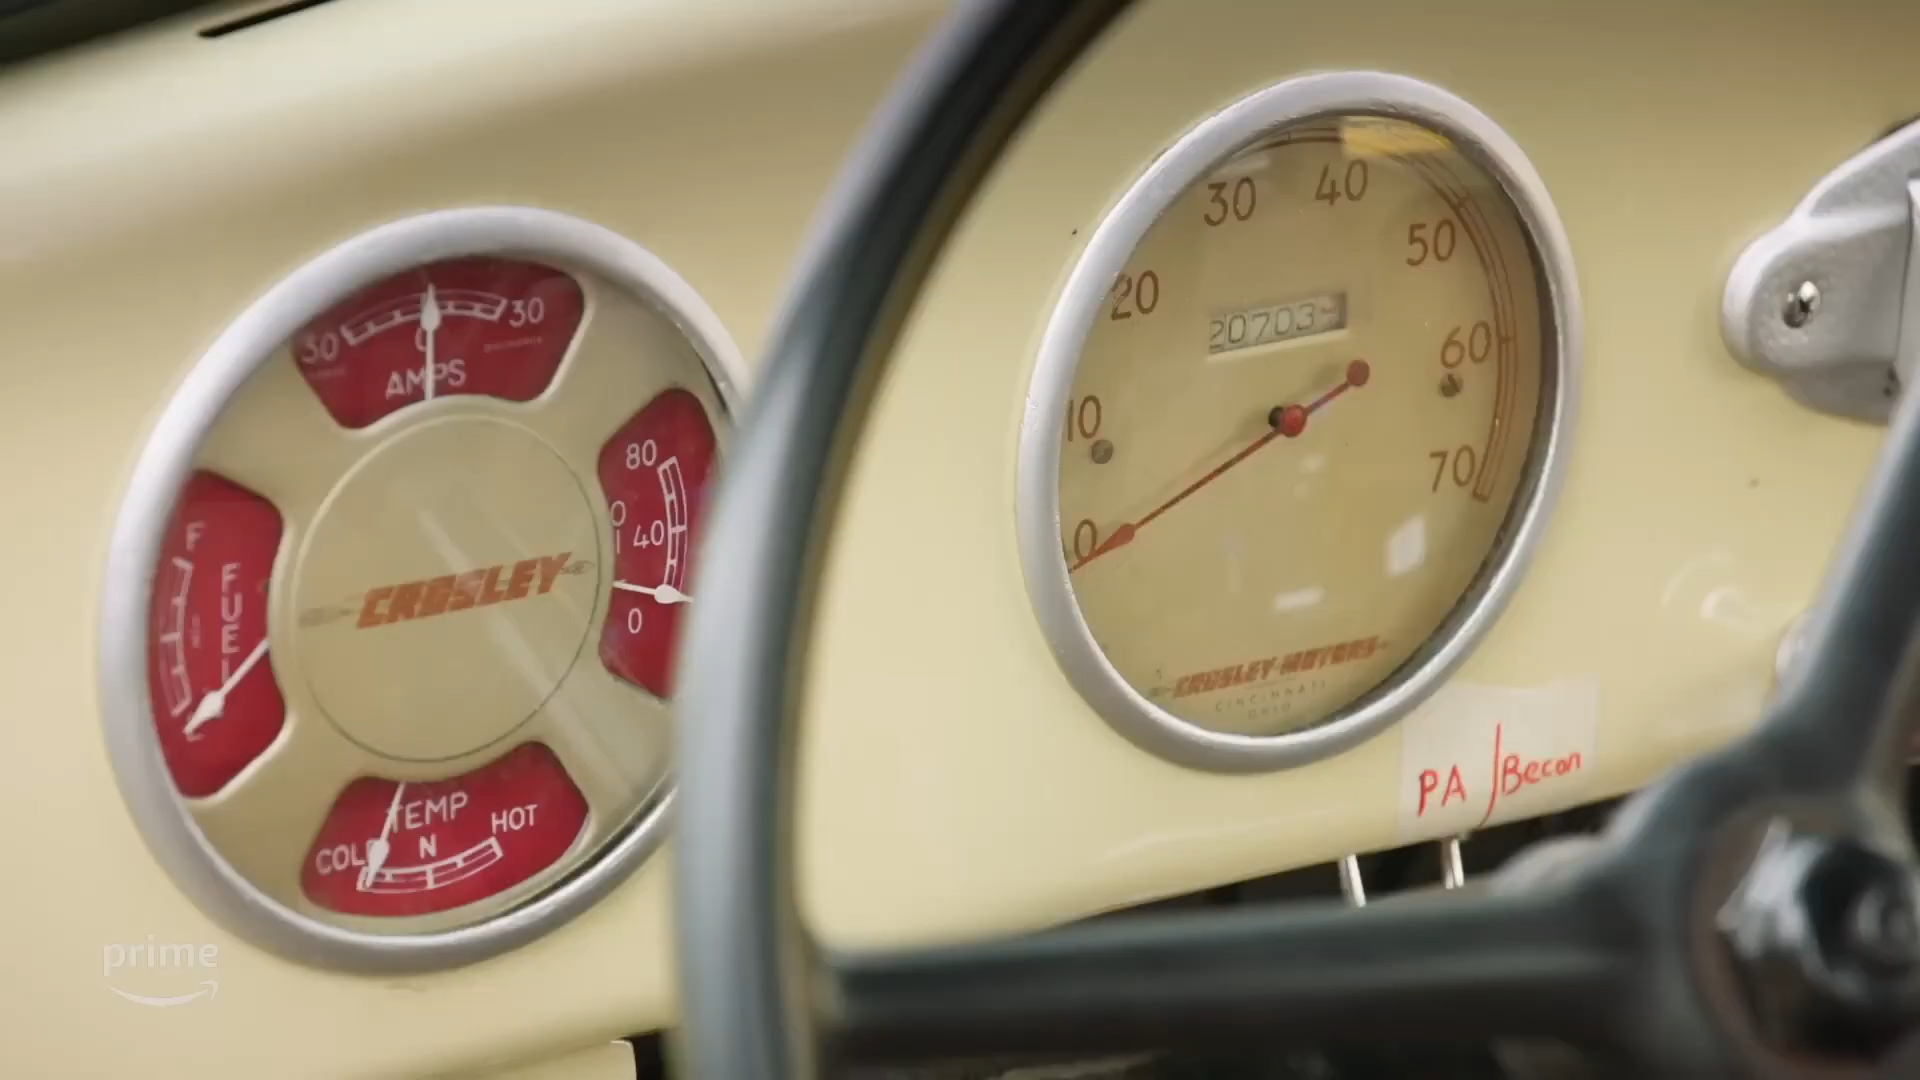 30 0 30
AMPS
F
FUEL
80
OIL 40
0
TEMP
COLD N HOT
CROSLEY
0 10 20 30 40 50 60 70
20703
CROSLEY MOTORS
CINCINNATI
OHIO
PA / Becon
prime